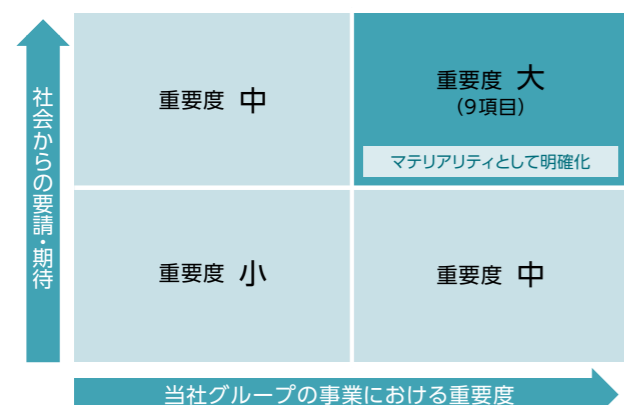 社会からの要請・期待
重要度 中
重要度 大
(9項目)
マテリアリティとして明確化
重要度 小
重要度 中
当社グループの事業における重要度